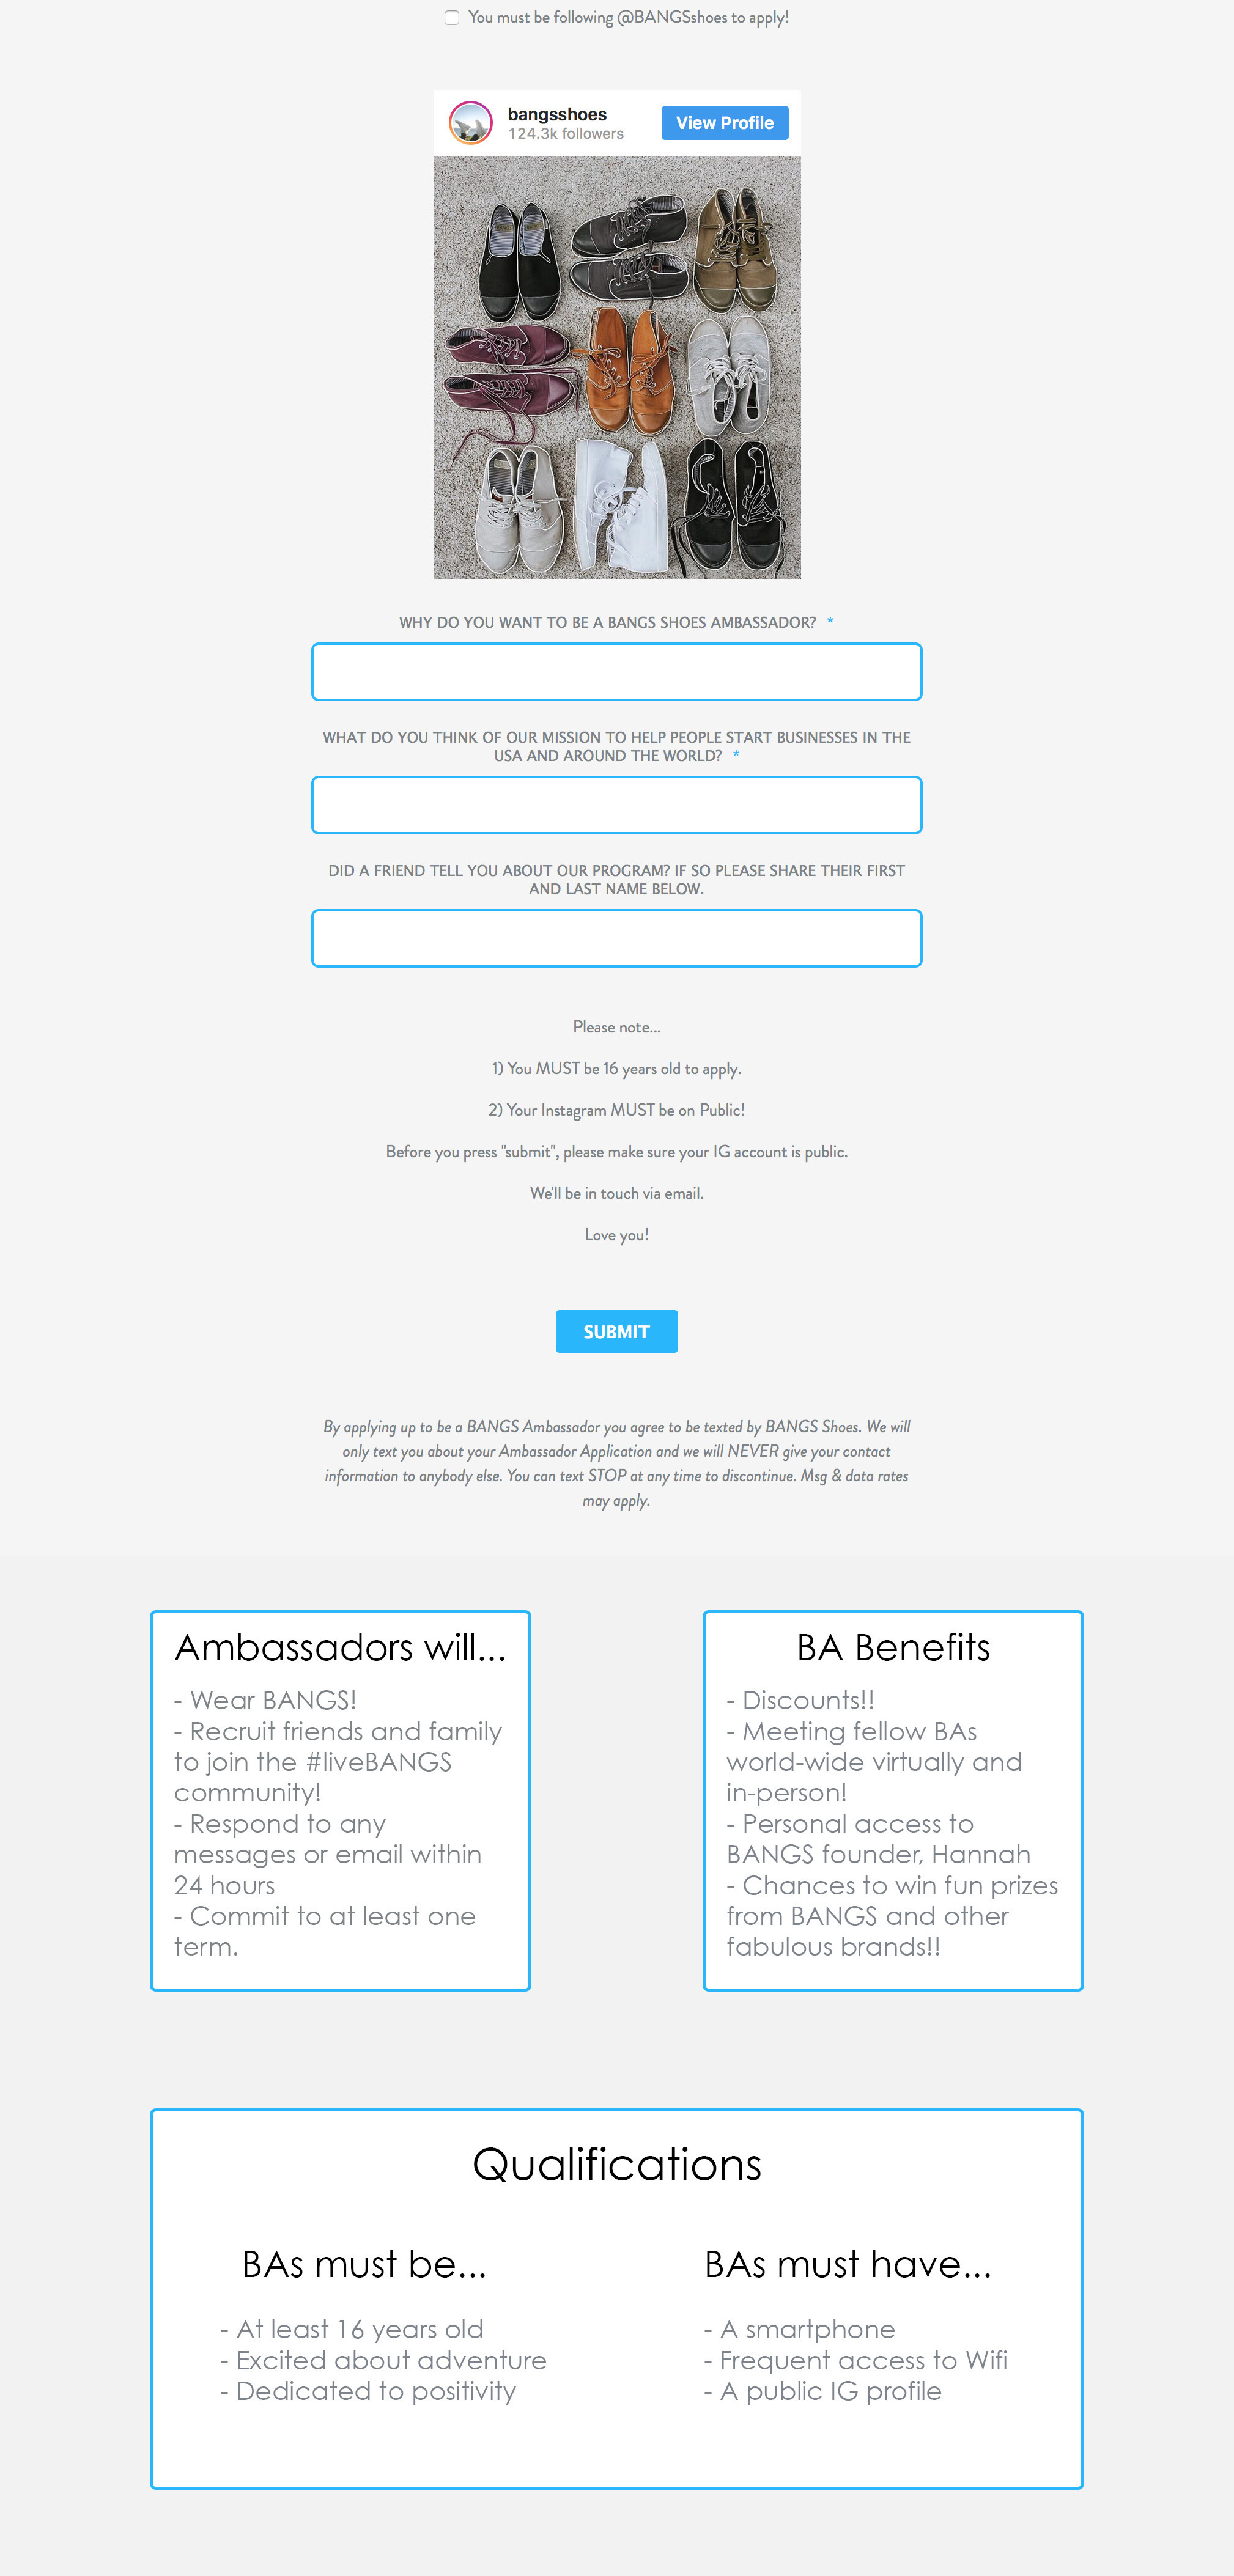 You must be following @BANGSshoes to apply!
bangsshoes
124.3k followers
View Profile
WHY DO YOU WANT TO BE A BANGS SHOES AMBASSADOR? *
WHAT DO YOU THINK OF OUR MISSION TO HELP PEOPLE START BUSINESSES IN THE
USA AND AROUND THE WORLD? *
DID A FRIEND TELL YOU ABOUT OUR PROGRAM? IF SO PLEASE SHARE THEIR FIRST
AND LAST NAME BELOW.
Please note...
1) You MUST be 16 years old to apply.
2) Your Instagram MUST be on Public!
Before you press "submit", please make sure your IG account is public.
We'll be in touch via email.
Love you!
SUBMIT
By applying up to be a BANGS Ambassador you agree to be texted by BANGS Shoes. We will
only text you about your Ambassador Application and we will NEVER give your contact
information to anybody else. You can text STOP at any time to discontinue. Msg & data rates
may apply.
Ambassadors will...
- Wear BANGS!
- Recruit friends and family
to join the #liveBANGS
community!
- Respond to any
messages or email within
24 hours
- Commit to at least one
term.
BA Benefits
- Discounts!!
- Meeting fellow BAs
world-wide virtually and
in-person!
- Personal access to
BANGS founder, Hannah
- Chances to win fun prizes
from BANGS and other
fabulous brands!!
Qualifications
BAs must be...
- At least 16 years old
- Excited about adventure
- Dedicated to positivity
BAs must have...
- A smartphone
- Frequent access to Wifi
- A public IG profile